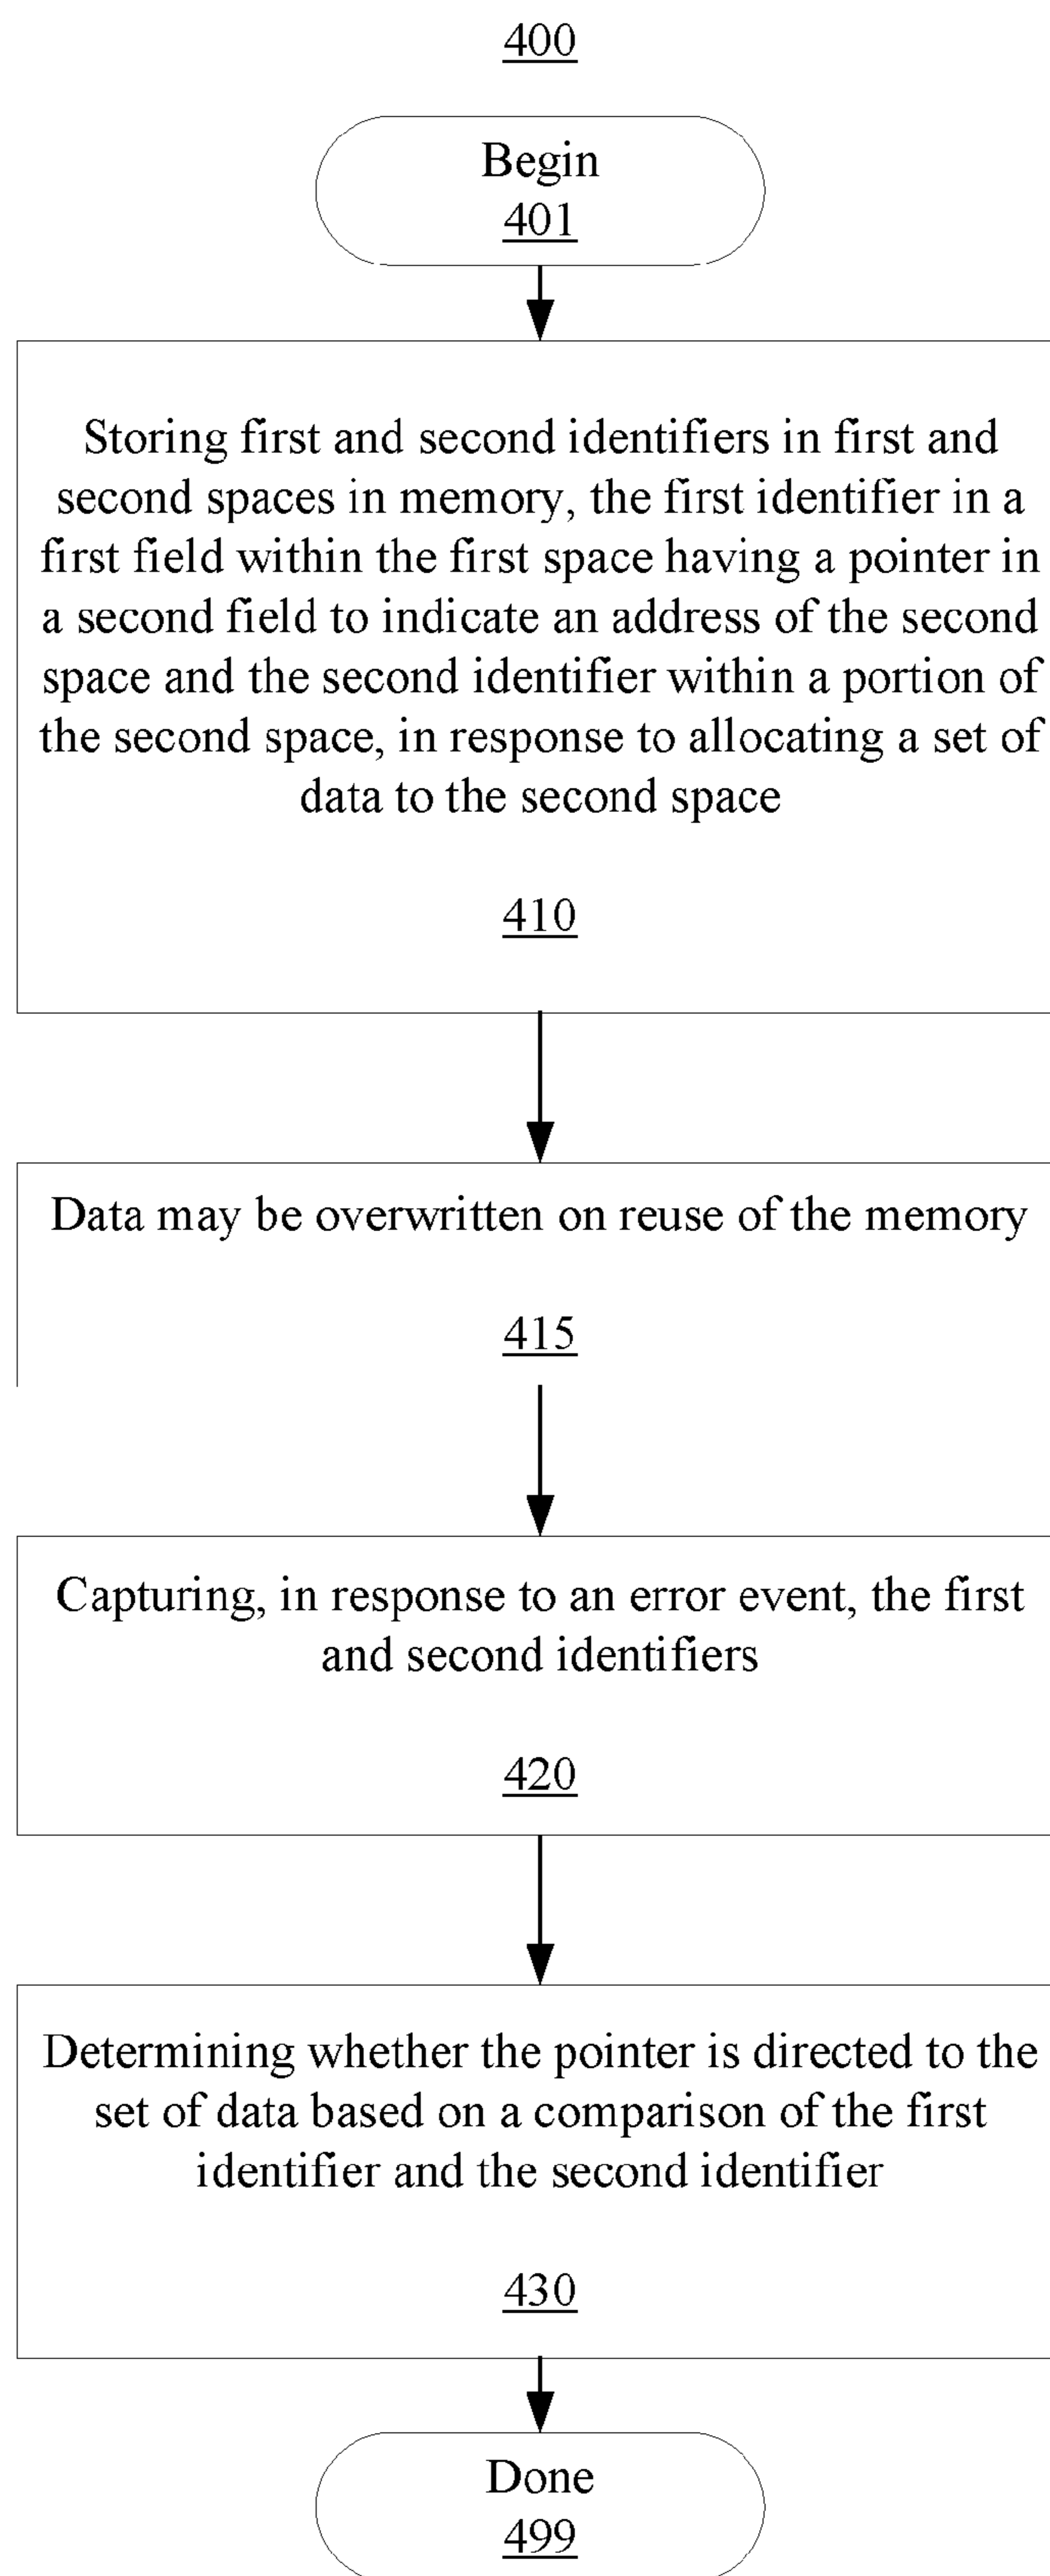 400
Begin
401
Storing first and second identifiers in first and
second spaces in memory, the first identifier in a
first field within the first space having a pointer in
a second field to indicate an address of the second
space and the second identifier within a portion of
the second space, in response to allocating a set of
data to the second space
410
Data may be overwritten on reuse of the memory
415
Capturing, in response to an error event, the first
and second identifiers
420
Determining whether the pointer is directed to the
set of data based on a comparison of the first
identifier and the second identifier
430
Done
499